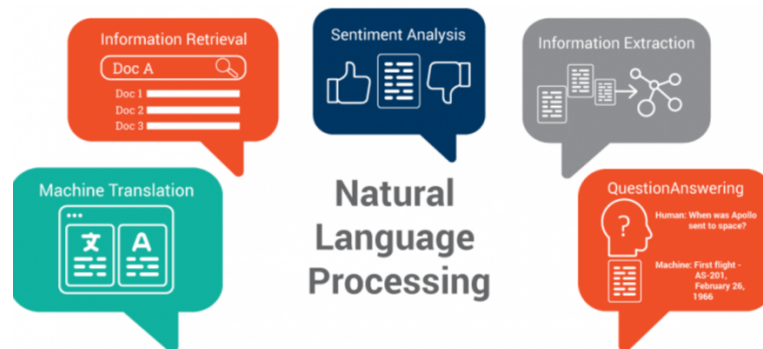 Information Retrieval
Doc A
Doc 1
Doc 2
Doc 3
Sentiment Analysis
Information Extraction
Machine Translation
文 A
Natural
Language
Processing
QuestionAnswering
?
Human: When was Apollo
sent to space?
Machine: First flight -
AS-201,
February 26,
1966